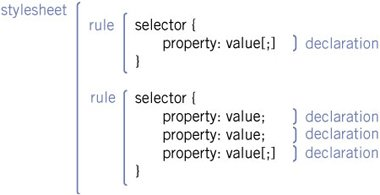 stylesheet
rule selector {
property: value[;] declaration
}
rule selector {
property: value; declaration
property: value; declaration
property: value[;] declaration
}